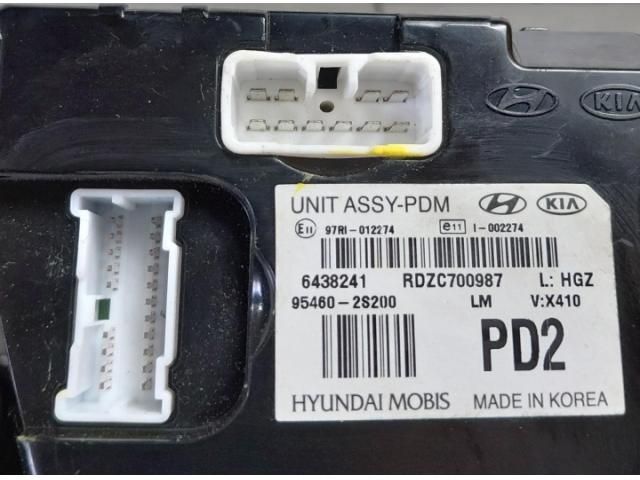 KIA
UNIT ASSY-PDM KIA
E11 97RI-012274 e11 I-002274
6438241 RDZC700987 L: HGZ
95460-2S200 LM V:X410
PD2
HYUNDAI MOBIS MADE IN KOREA